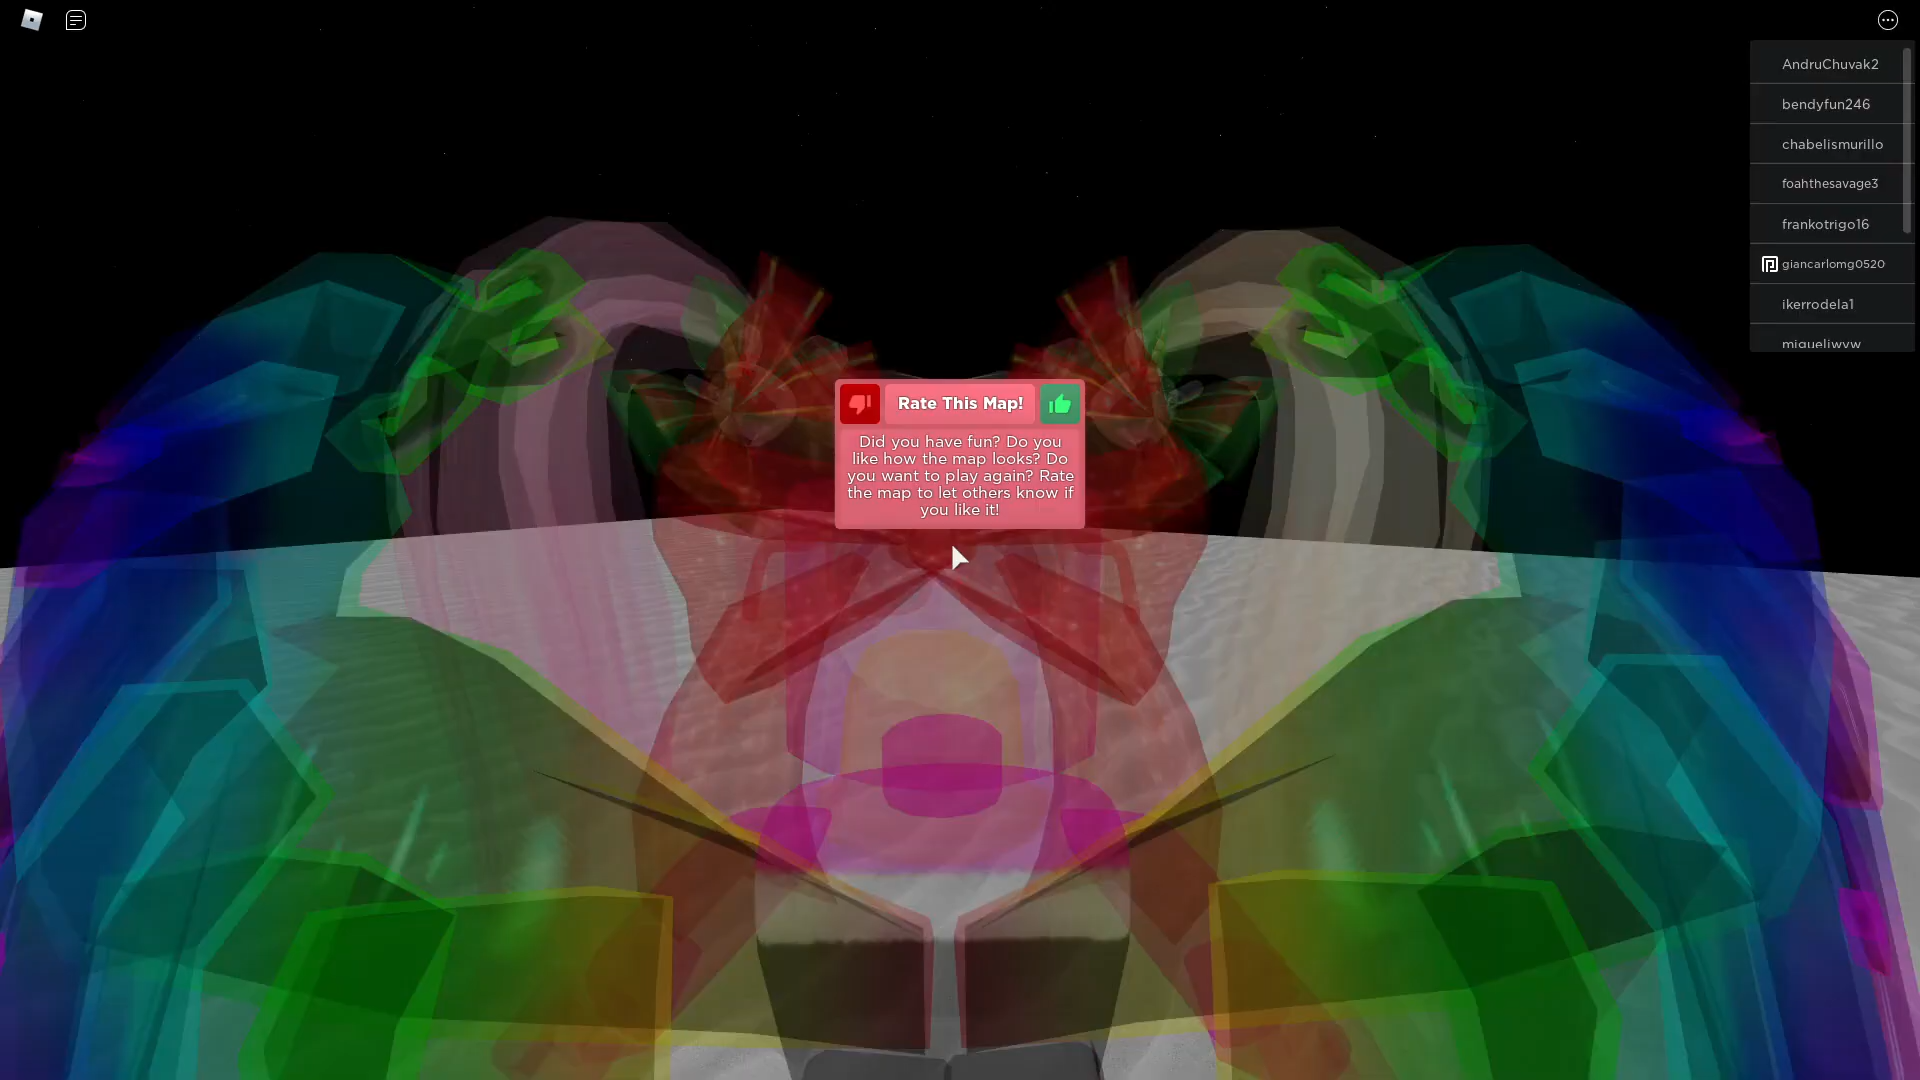 AndruChuvak2
bendyfun246
chabelismurillo
foahthesavage3
frankotrigo16
giancarlomg0520
ikerrodela1
migueliwvw
Rate This Map!
Did you have fun? Do you
like how the map looks? Do
you want to play again? Rate
the map to let others know if
you like it!